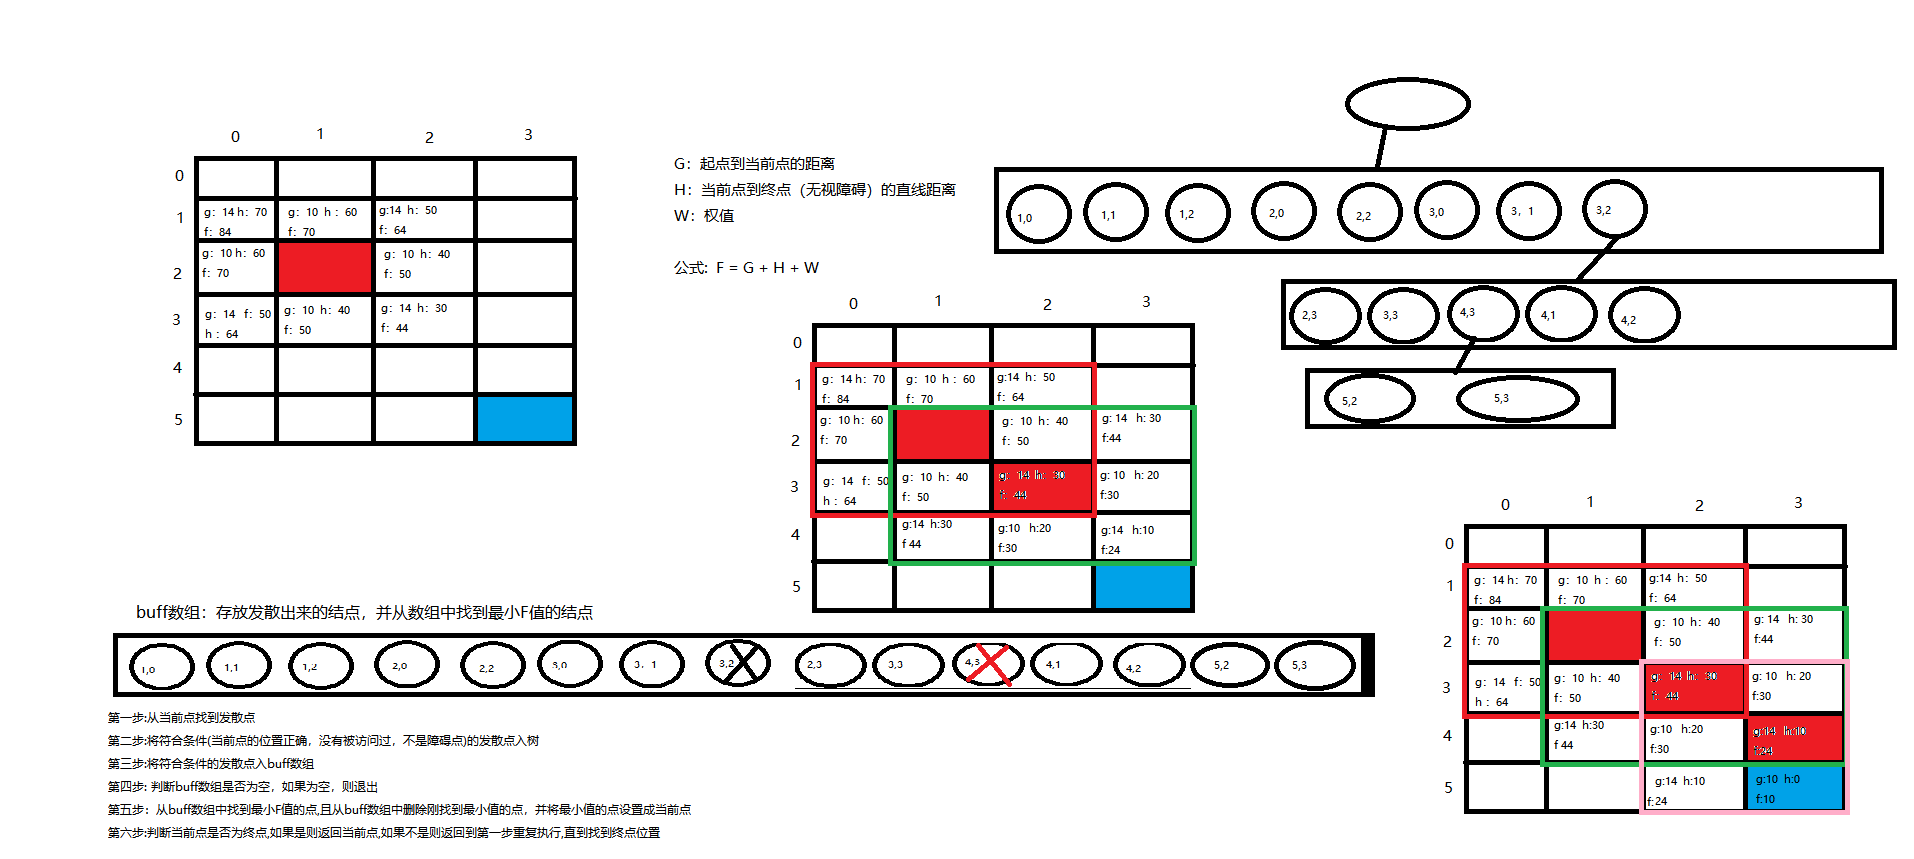 0 1 2 3
0
1
g：14 h：70 g：10 h：60 g:14 h：50
f：84 f：70 f：64
2
g：10 h：60 g：10 h：40
f：70 f：50
3
g：14 f：50 g：10 h：40 g：14 h：30
h：64 f：50 f：44
4
5
G：起点到当前点的距离
H：当前点到终点（无视障碍）的直线距离
W：权值
公式：F = G + H + W
1,0 1,1 1,2 2,0 2,2 3,0 3，1 3,2
2,3 3,3 4,3 4,1 4,2
5,2 5,3
0 1 2 3
0
1
g：14 h：70 g：10 h：60 g:14 h：50
f：84 f：70 f：64
2
g：10 h：60 g：10 h：40 g: 14 h: 30
f：70 f：50 f:44
3
g：14 f：50 g：10 h：40 g：14 h：30 g: 10 h: 20
h：64 f：50 f：44 f:30
4
g:14 h:30 g:10 h:20 g:14 h:10
f 44 f:30 f:24
5
0 1 2 3
0
1
g：14 h：70 g：10 h：60 g:14 h：50
f：84 f：70 f：64
2
g：10 h：60 g：10 h：40 g: 14 h: 30
f：70 f：50 f:44
3
g：14 f：50 g：10 h：40 g：14 h：30 g: 10 h: 20
h：64 f：50 f：44 f:30
4
g:14 h:30 g:10 h:20 g:14 h:10
f 44 f:30 f:24
5
g:14 h:10 g:10 h:0
f:24 f:10
buff数组：存放发散出来的结点，并从数组中找到最小F值的结点
1,0 1,1 1,2 2,0 2,2 3,0 3，1 3,2 2,3 3,3 4,3 4,1 4,2 5,2 5,3
第一步:从当前点找到发散点
第二步:将符合条件(当前点的位置正确，没有被访问过，不是障碍点)的发散点入树
第三步:将符合条件的发散点入buff数组
第四步: 判断buff数组是否为空，如果为空，则退出
第五步：从buff数组中找到最小F值的点,且从buff数组中删除刚找到最小值的点，并将最小值的点设置成当前点
第六步:判断当前点是否为终点,如果是则返回当前点,如果不是则返回到第一步重复执行,直到找到终点位置